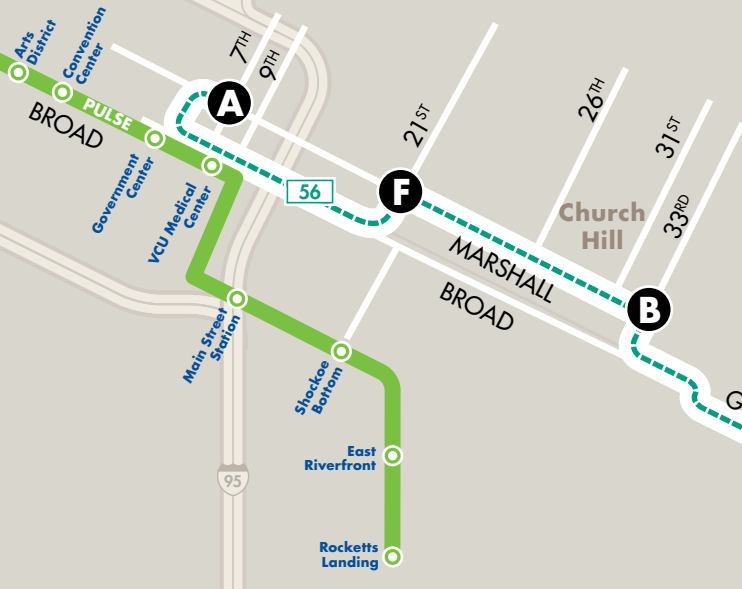 Arts
District
Convention
Center
7TH
9TH
A
PULSE
BROAD
Government
Center
VCU Medical
Center
56
21ST
F
26TH
31ST
33RD
Church
Hill
MARSHALL
BROAD
B
Main Street
Station
Shockoe
Bottom
G
East
Riverfront
95
Rocketts
Landing